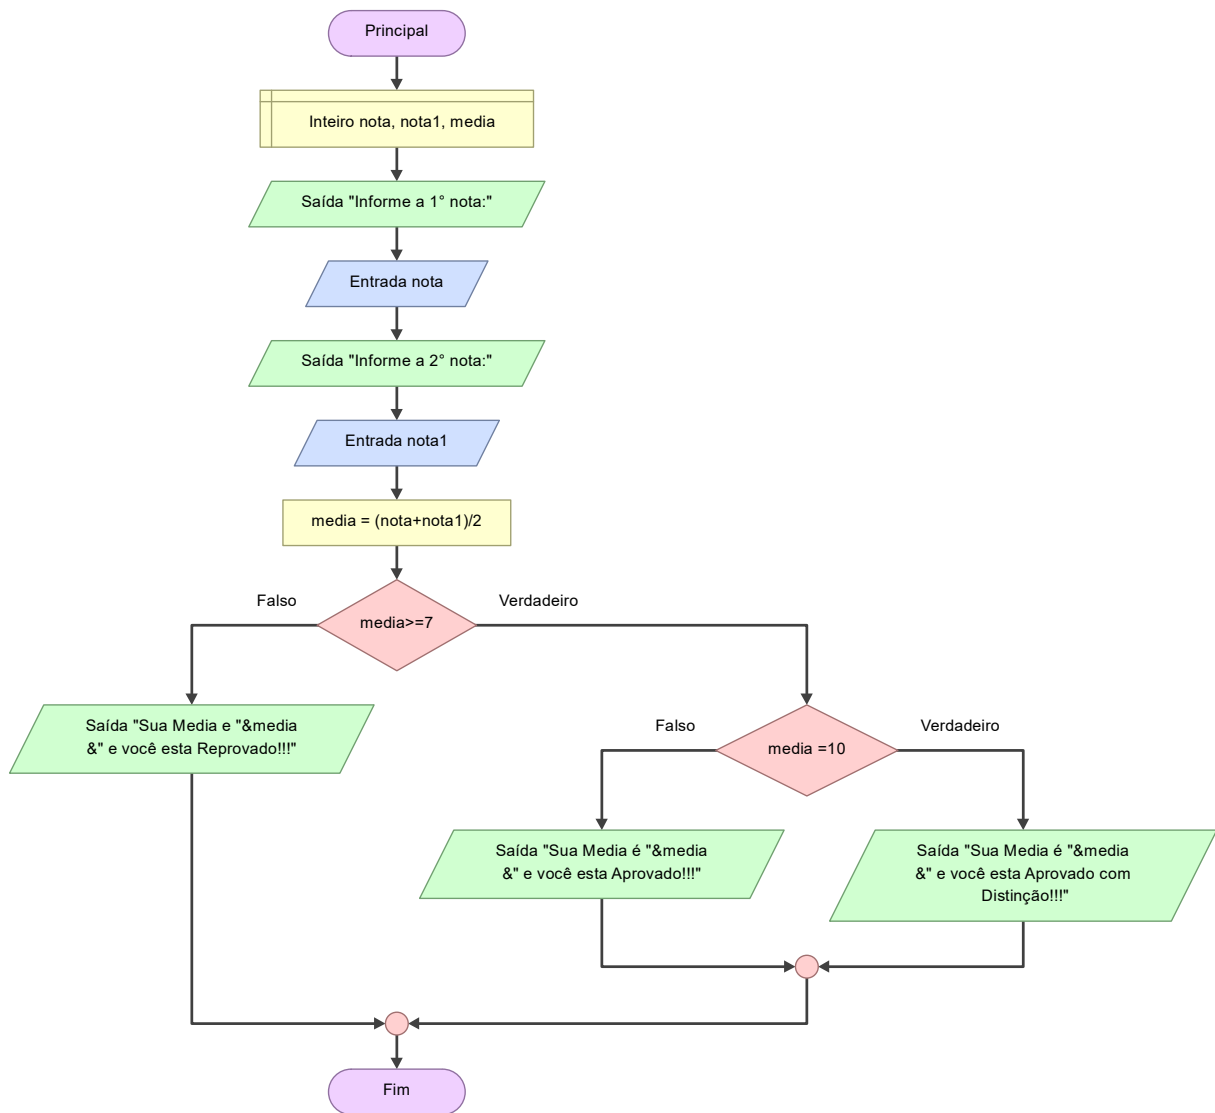 Principal
Inteiro nota, nota1, media
Saída "Informe a 1° nota:"
Entrada nota
Saída "Informe a 2° nota:"
Entrada nota1
media = (nota+nota1)/2
Falso
Verdadeiro
media>=7
Saída "Sua Media e "&media
&" e você esta Reprovado!!!"
Falso
Verdadeiro
media =10
Saída "Sua Media é "&media
&" e você esta Aprovado!!!"
Saída "Sua Media é "&media
&" e você esta Aprovado com
Distinção!!!"
Fim